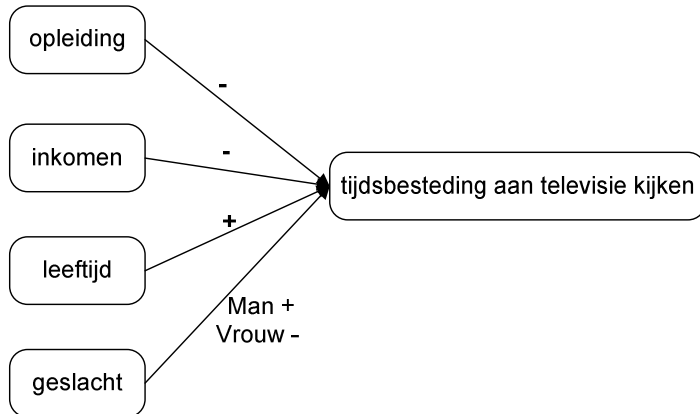 opleiding
-
inkomen
-
tijdsbesteding aan televisie kijken
+
leeftijd
Man +
Vrouw -
geslacht